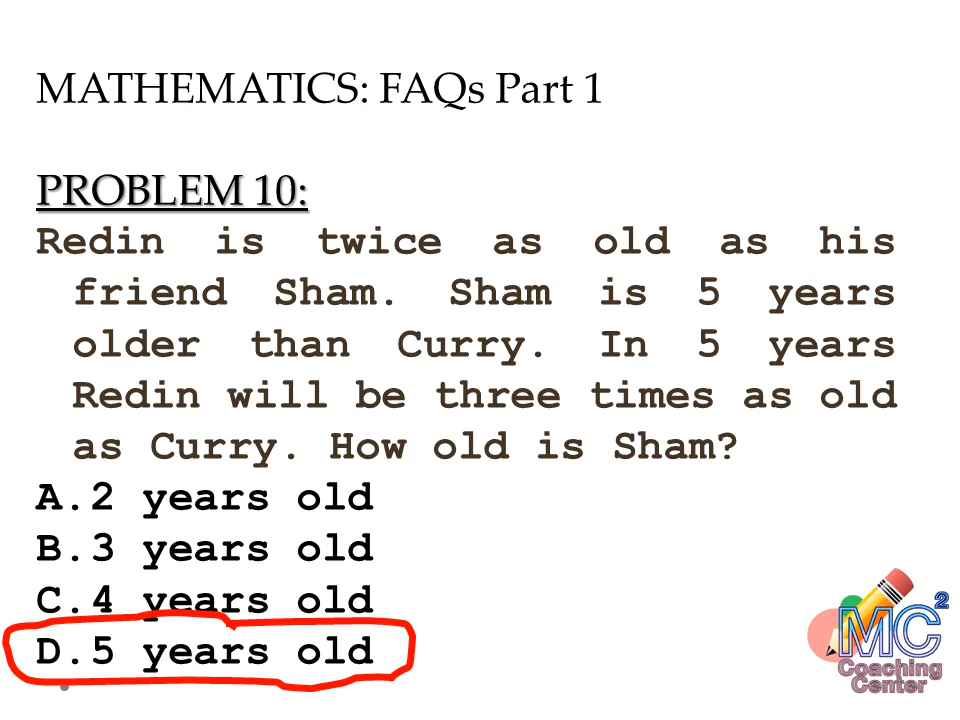 MATHEMATICS: FAQs Part 1
PROBLEM 10:
Redin is twice as old as his
friend Sham. Sham is 5 years
older than Curry. In 5 years
Redin will be three times as old
as Curry. How old is Sham?
A.2 years old
B.3 years old
C.4 years old
D.5 years old
MC2
Coaching
Center